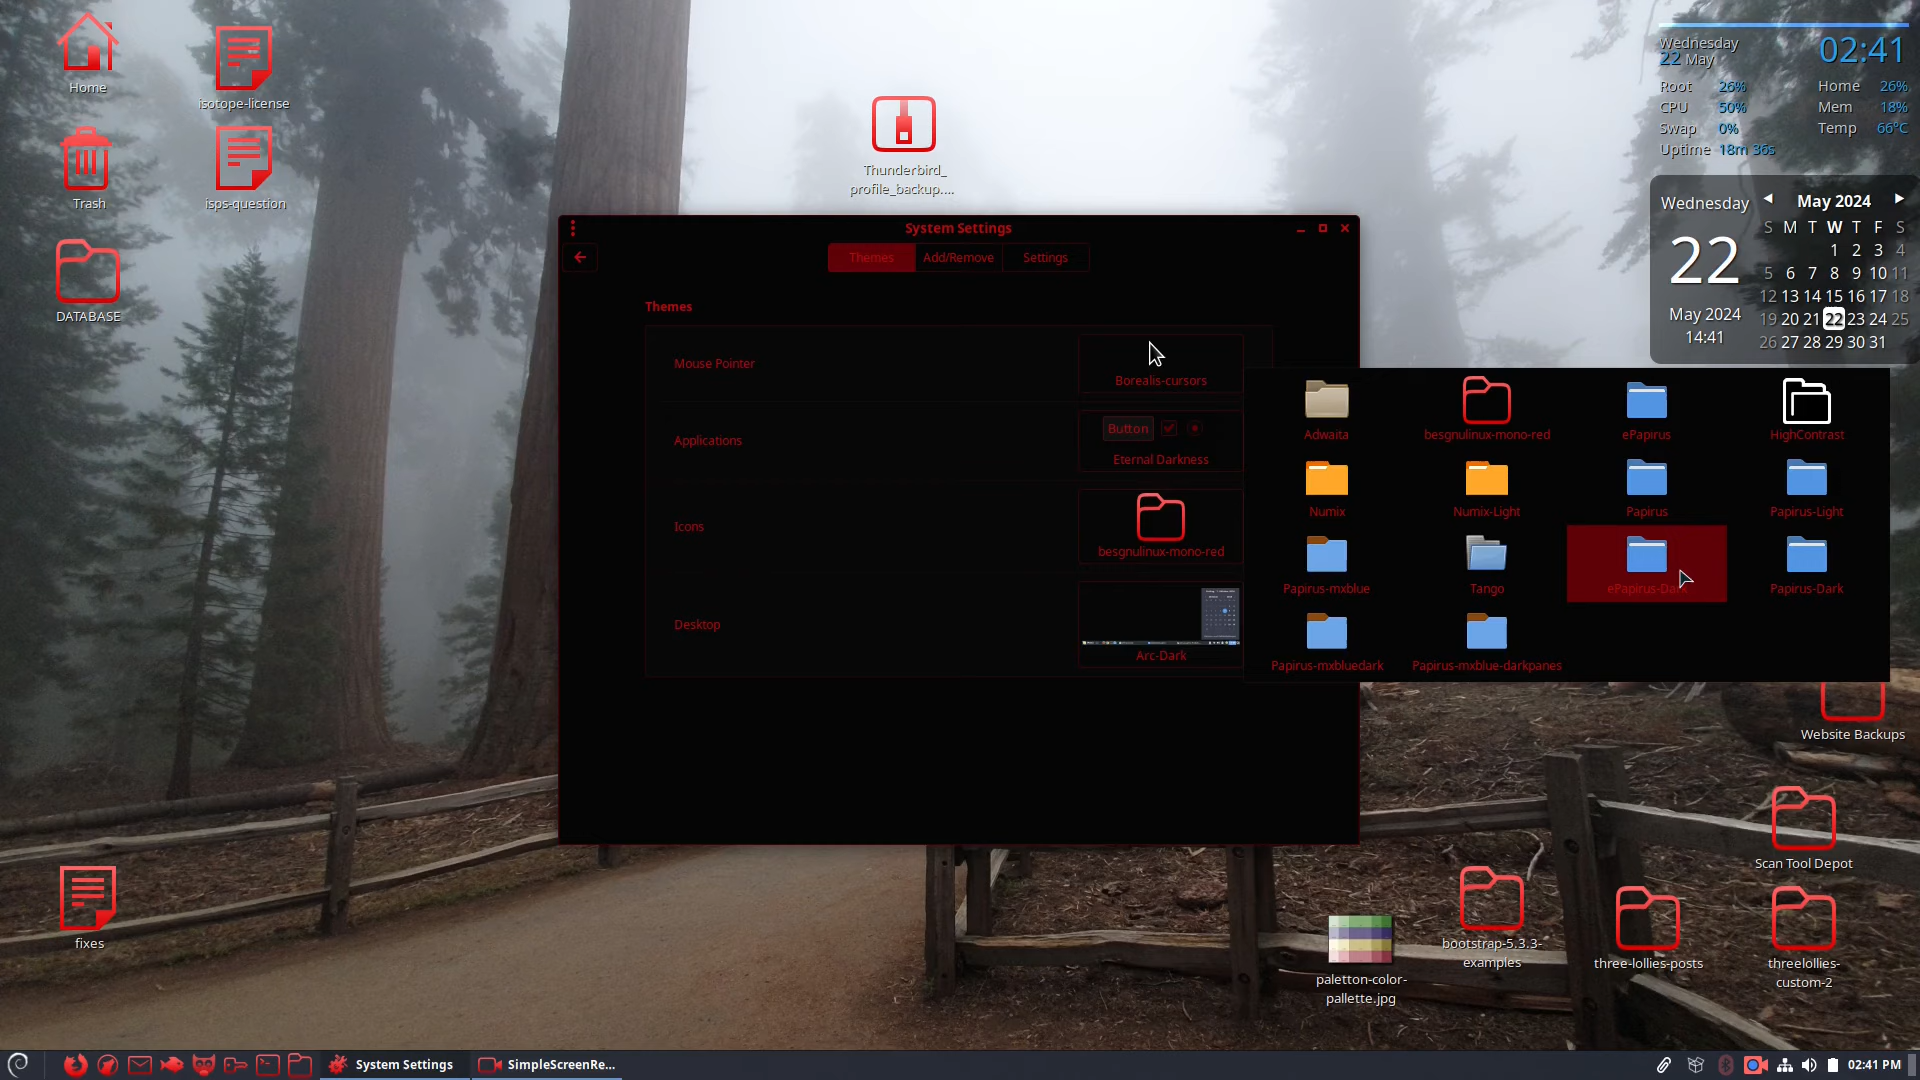 Home
isotope-license
Trash
isps-question
DATABASE
Thunderbird_
profile_backup....
Wednesday
22 May
02:41
Root 26% Home 26%
CPU 50% Mem 18%
Swap 0% Temp 66°C
Uptime 18m 36s
Wednesday
22
May 2024
14:41
May 2024
S M T W T F S
1 2 3 4
5 6 7 8 9 10 11
12 13 14 15 16 17 18
19 20 21 22 23 24 25
26 27 28 29 30 31
System Settings
Themes Add/Remove Settings
Themes
Mouse Pointer
Borealis-cursors
Applications
Button
Eternal Darkness
Icons
besgnulinux-mono-red
Desktop
Arc-Dark
Adwaita besgnulinux-mono-red ePapirus HighContrast
Numix Numix-Light Papirus Papirus-Light
Papirus-mxblue Tango ePapirus-Dark Papirus-Dark
Papirus-mxbluedark Papirus-mxblue-darkpanes
Website Backups
Scan Tool Depot
fixes
paletton-color-
pallette.jpg
bootstrap-5.3.3-
examples
three-lollies-posts
threelollies-
custom-2
System Settings
SimpleScreenRe...
02:41 PM